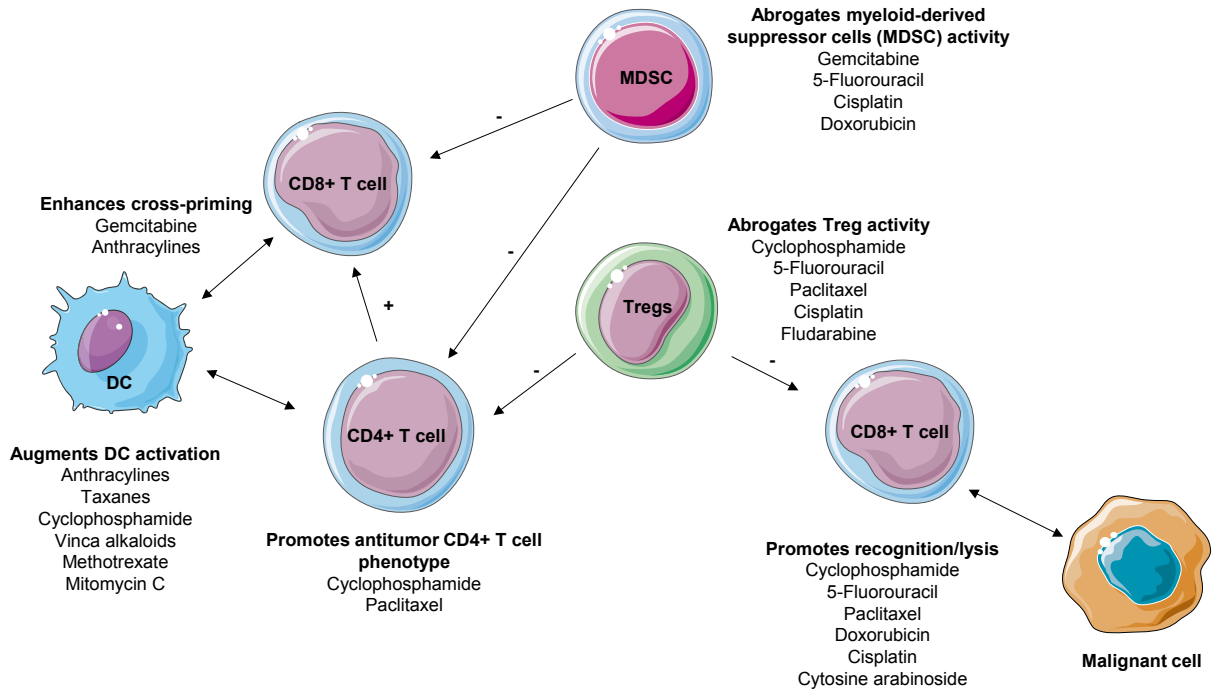 Abrogates myeloid-derived
suppressor cells (MDSC) activity
Gemcitabine
5-Fluorouracil
Cisplatin
Doxorubicin
MDSC
-
-
CD8+ T cell
Enhances cross-priming
Gemcitabine
Anthracylines
+
DC
Augments DC activation
Anthracylines
Taxanes
Cyclophosphamide
Vinca alkaloids
Methotrexate
Mitomycin C
CD4+ T cell
Promotes antitumor CD4+ T cell
phenotype
Cyclophosphamide
Paclitaxel
Abrogates Treg activity
Cyclophosphamide
5-Fluorouracil
Paclitaxel
Cisplatin
Fludarabine
Tregs
-
-
CD8+ T cell
Promotes recognition/lysis
Cyclophosphamide
5-Fluorouracil
Paclitaxel
Doxorubicin
Cisplatin
Cytosine arabinoside
Malignant cell